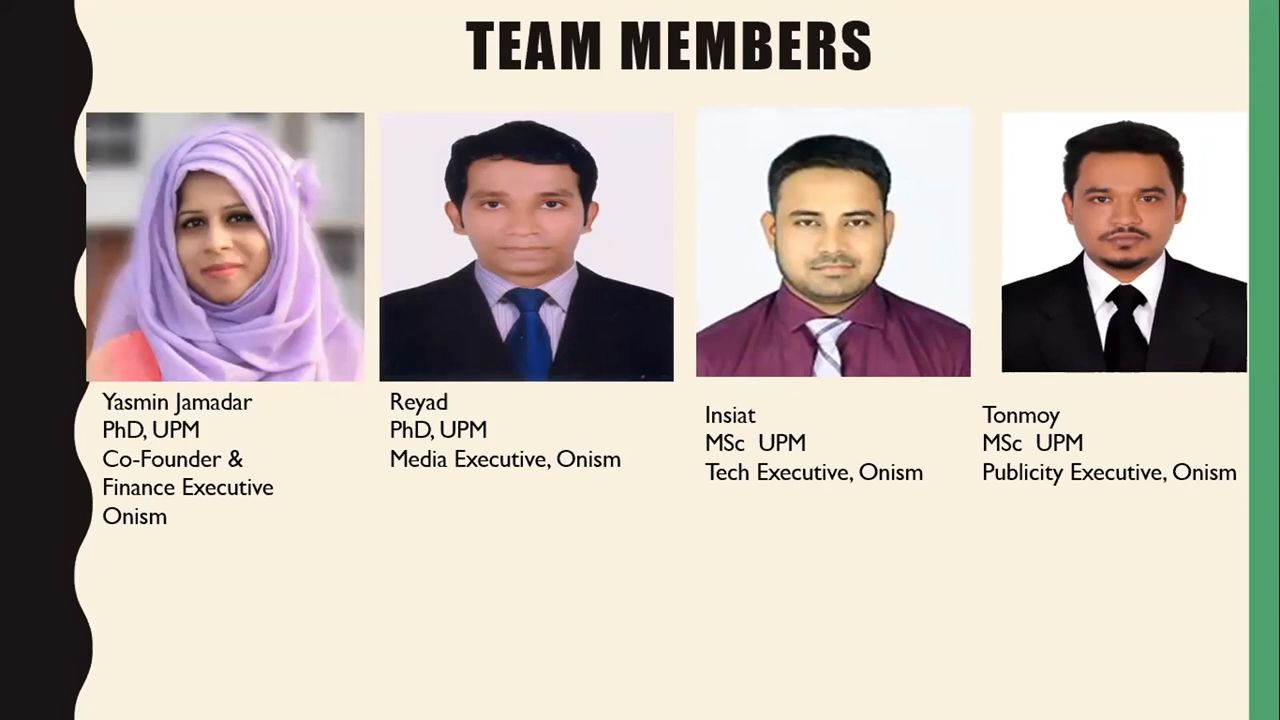 TEAM MEMBERS
Yasmin Jamadar
PhD, UPM
Co-Founder &
Finance Executive
Onism
Reyad
PhD, UPM
Media Executive, Onism
Insiat
MSc  UPM
Tech Executive, Onism
Tonmoy
MSc  UPM
Publicity Executive, Onism